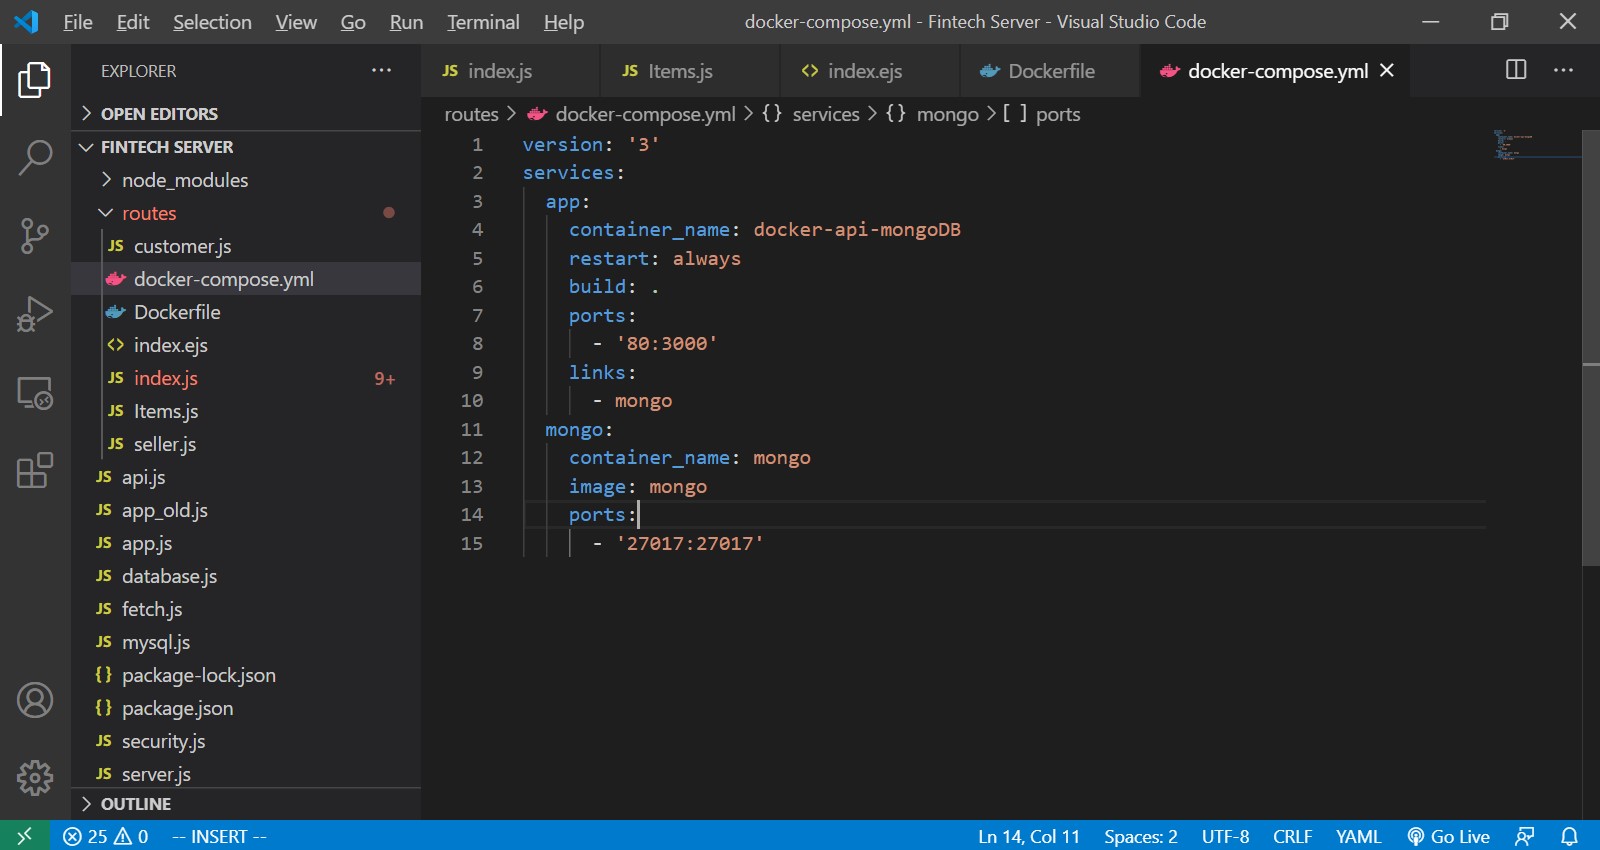 File Edit Selection View Go Run Terminal Help docker-compose.yml - Fintech Server - Visual Studio Code
EXPLORER
OPEN EDITORS
FINTECH SERVER
node_modules
routes
JS customer.js
docker-compose.yml
Dockerfile
<> index.ejs
JS index.js 9+
JS Items.js
JS seller.js
JS api.js
JS app_old.js
JS app.js
JS database.js
JS fetch.js
JS mysql.js
{} package-lock.json
{} package.json
JS security.js
JS server.js
OUTLINE
JS index.js JS Items.js <> index.ejs Dockerfile docker-compose.yml
routes > docker-compose.yml > {} services > {} mongo > [ ] ports
1 version: '3'
2 services:
3 app:
4 container_name: docker-api-mongoDB
5 restart: always
6 build: .
7 ports:
8 - '80:3000'
9 links:
10 - mongo
11 mongo:
12 container_name: mongo
13 image: mongo
14 ports:
15 - '27017:27017'
25 0 -- INSERT -- Ln 14, Col 11 Spaces: 2 UTF-8 CRLF YAML Go Live